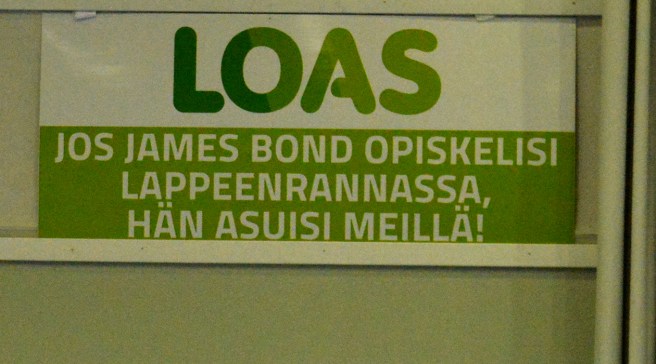 LOAS
JOS JAMES BOND OPISKELISI
LAPPEENRANNASSA,
HÄN ASUISI MEILLÄ!